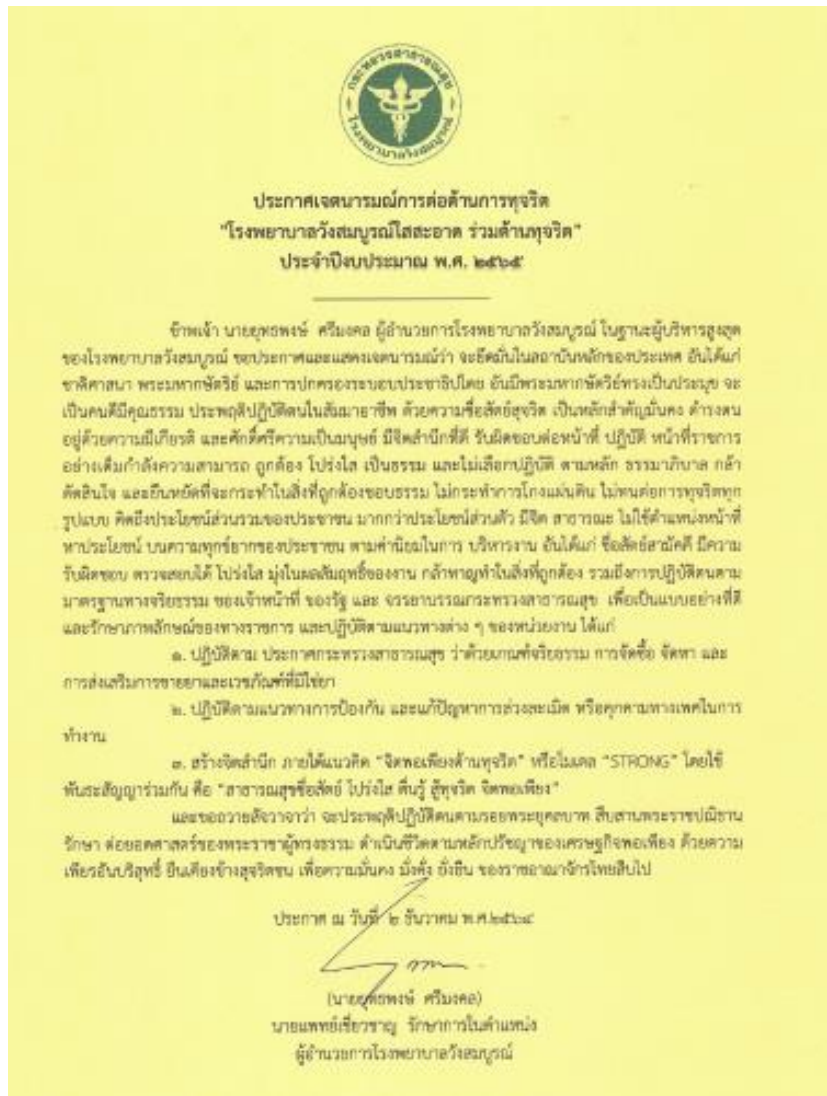 กระทรวงสาธารณสุข
โรงพยาบาลวังสมบูรณ์
ประกาศเจตนารมณ์การต่อต้านการทุจริต
"โรงพยาบาลวังสมบูรณ์ใสสะอาด ร่วมต้านทุจริต"
ประจำปีงบประมาณ พ.ศ. ๒๕๖๕
ข้าพเจ้า นายยุทธพงษ์ ศรีมงคล ผู้อำนวยการโรงพยาบาลวังสมบูรณ์ ในฐานะผู้บริหารสูงสุด
ของโรงพยาบาลวังสมบูรณ์ ขอประกาศและแสดงเจตนารมณ์ว่า จะยึดมั่นในสถาบันหลักของประเทศ อันได้แก่
ชาติศาสนา พระมหากษัตริย์ และการปกครองระบอบประชาธิปไตย อันมีพระมหากษัตริย์ทรงเป็นประมุข จะ
เป็นคนดีมีคุณธรรม ประพฤติปฏิบัติตนในสัมมาอาชีพ ด้วยความซื่อสัตย์สุจริต เป็นหลักสำคัญมั่นคง ดำรงตน
อยู่ด้วยความมีเกียรติ และศักดิ์ศรีความเป็นมนุษย์ มีจิตสำนึกที่ดี รับผิดชอบต่อหน้าที่ ปฏิบัติ หน้าที่ราชการ
อย่างเต็มกำลังความสามารถ ถูกต้อง โปร่งใส เป็นธรรม และไม่เลือกปฏิบัติ ตามหลัก ธรรมาภิบาล กล้า
ตัดสินใจ และยืนหยัดที่จะกระทำในสิ่งที่ถูกต้องชอบธรรม ไม่กระทำการโกงแผ่นดิน ไม่ทนต่อการทุจริตทุก
รูปแบบ คิดถึงประโยชน์ส่วนรวมของประชาชน มากกว่าประโยชน์ส่วนตัว มีจิต สาธารณะ ไม่ใช้ตำแหน่งหน้าที่
หาประโยชน์ บนความทุกข์ยากของประชาชน ตามค่านิยมในการ บริหารงาน อันได้แก่ ซื่อสัตย์สามัคคี มีความ
รับผิดชอบ ตรวจสอบได้ โปร่งใส มุ่งในผลสัมฤทธิ์ของงาน กล้าหาญทำในสิ่งที่ถูกต้อง รวมถึงการปฏิบัติตนตาม
มาตรฐานทางจริยธรรม ของเจ้าหน้าที่ ของรัฐ และ จรรยาบรรณกระทรวงสาธารณสุข เพื่อเป็นแบบอย่างที่ดี
และรักษาภาพลักษณ์ของทางราชการ และปฏิบัติตามแนวทางต่าง ๆ ของหน่วยงาน ได้แก่
๑. ปฏิบัติตาม ประกาศกระทรวงสาธารณสุข ว่าด้วยเกณฑ์จริยธรรม การจัดซื้อ จัดหา และ
การส่งเสริมการขายยาและเวชภัณฑ์ที่มิใช่ยา
๒. ปฏิบัติตามแนวทางการป้องกัน และแก้ปัญหาการล่วงละเมิด หรือคุกคามทางเพศในการ
ทำงาน
๓. สร้างจิตสำนึก ภายใต้แนวคิด "จิตพอเพียงต้านทุจริต" หรือโมเดล "STRONG" โดยใช้
พันธะสัญญาร่วมกัน คือ "สาธารณสุขซื่อสัตย์ โปร่งใส ตื่นรู้ สู้ทุจริต จิตพอเพียง"
และขอถวายสัจวาจาว่า จะประพฤติปฏิบัติตนตามรอยพระยุคลบาท สืบสานพระราชปณิธาน
รักษา ต่อยอดศาสตร์ของพระราชาผู้ทรงธรรม ดำเนินชีวิตตามหลักปรัชญาของเศรษฐกิจพอเพียง ด้วยความ
เพียรอันบริสุทธิ์ ยืนเคียงข้างสุจริตชน เพื่อความมั่นคง มั่งคั่ง ยั่งยืน ของราชอาณาจักรไทยสืบไป
ประกาศ ณ วันที่ ๒ ธันวาคม พ.ศ.๒๕๖๔
(นายยุทธพงษ์ ศรีมงคล)
นายแพทย์เชี่ยวชาญ รักษาการในตำแหน่ง
ผู้อำนวยการโรงพยาบาลวังสมบูรณ์